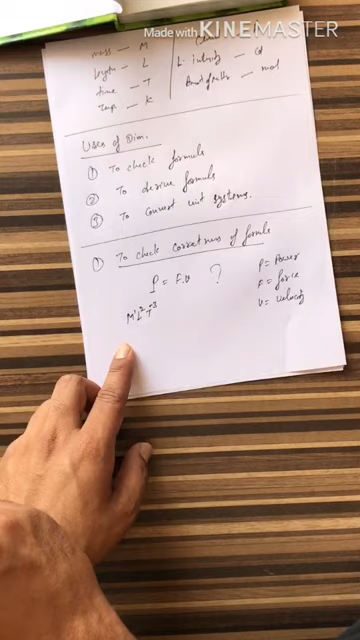 Made with KINEMASTER
mass — M
length — L
time — T
Temp — K
L. intensity — Cd
Amt of matter — mol
Uses of Dim.
① To check formula
② To derive formula
③ To convert unit systems.
① To check correctness of formula
P = F.v ?
M¹L²T⁻³
P = Power
F = force
v = velocity